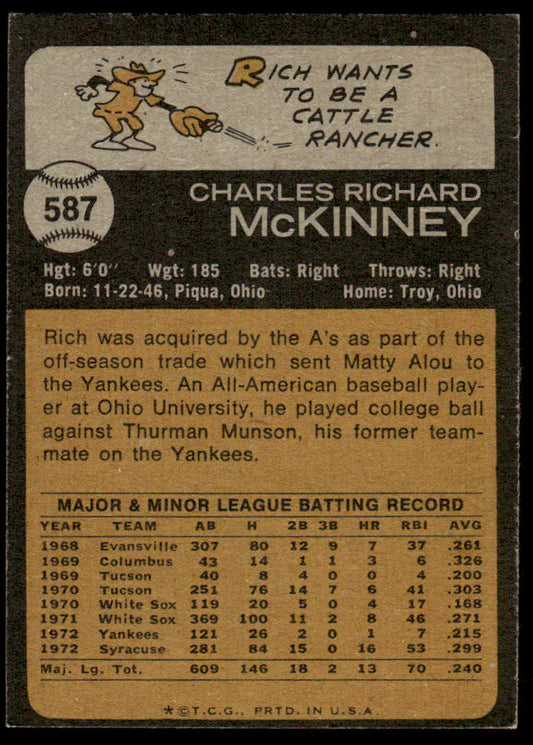 RICH WANTS
TO BE A
CATTLE
RANCHER.
587
CHARLES RICHARD
McKINNEY
Hgt: 6'0" Wgt: 185 Bats: Right Throws: Right
Born: 11-22-46, Piqua, Ohio Home: Troy, Ohio
Rich was acquired by the A's as part of the
off-season trade which sent Matty Alou to
the Yankees. An All-American baseball play-
er at Ohio University, he played college ball
against Thurman Munson, his former team-
mate on the Yankees.
MAJOR & MINOR LEAGUE BATTING RECORD
YEAR TEAM AB H 2B 3B HR RBI AVG
1968 Evansville 307 80 12 9 7 37 .261
1969 Columbus 43 14 1 1 3 6 .326
1969 Tucson 40 8 4 0 0 4 .200
1970 Tucson 251 76 14 7 6 41 .303
1970 White Sox 119 20 5 0 4 17 .168
1971 White Sox 369 100 11 2 8 46 .271
1972 Yankees 121 26 2 0 1 7 .215
1972 Syracuse 281 84 15 0 16 53 .299
Maj. Lg. Tot. 609 146 18 2 13 70 .240
*©T.C.G., PRTD. IN U.S.A.